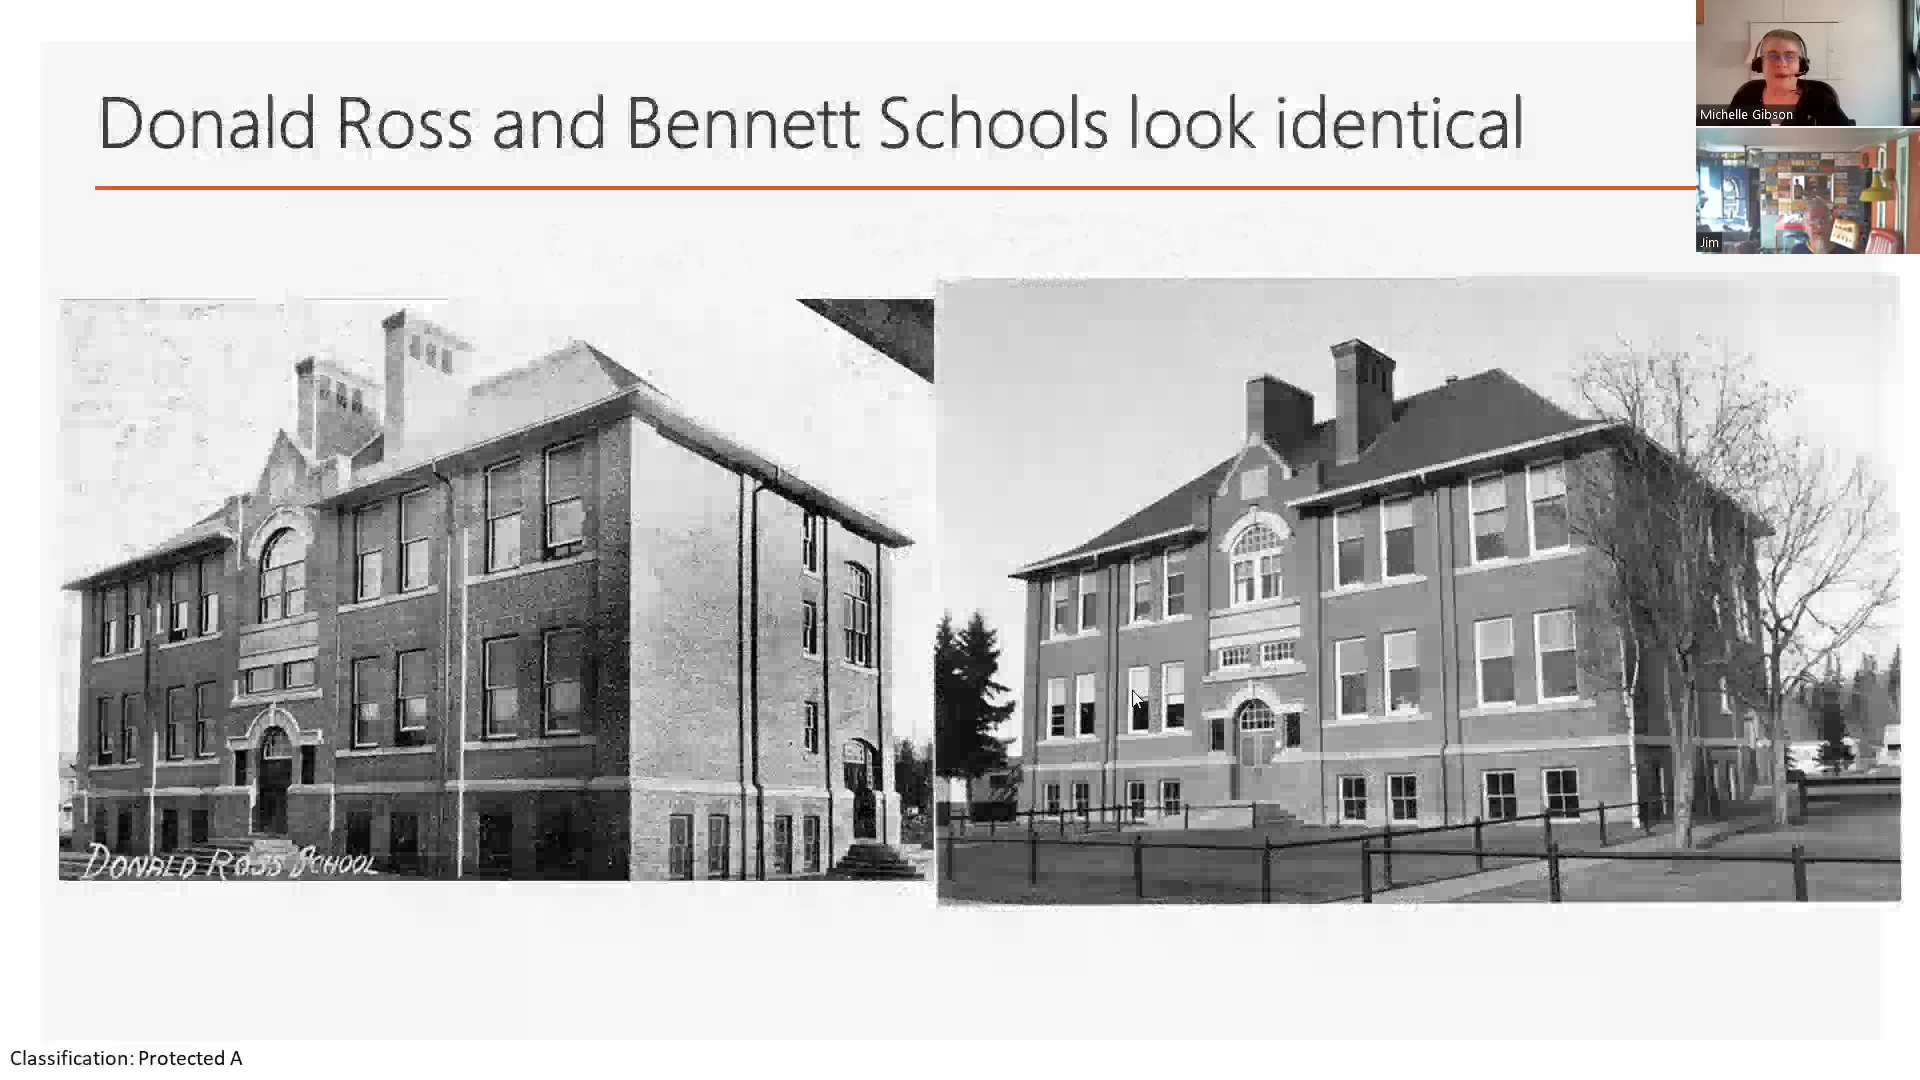 Donald Ross and Bennett Schools look identical
Michelle Gibson
Jim
DONALD ROSS SCHOOL
Classification: Protected A